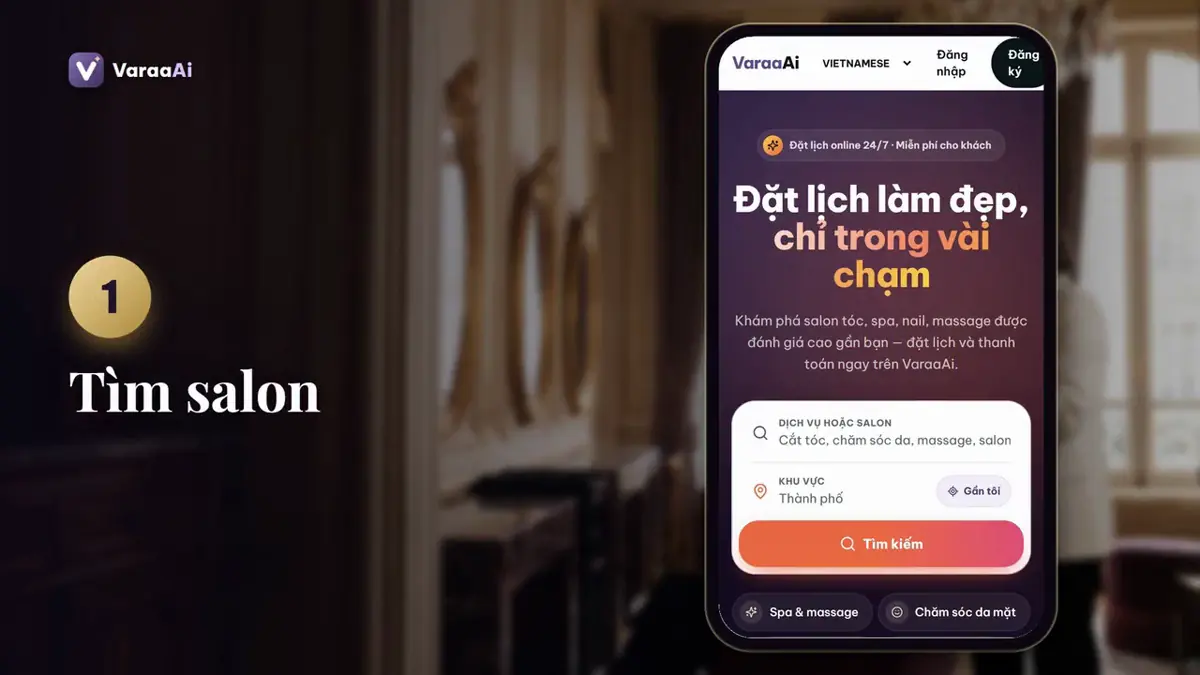 VaraaAi
1
Tìm salon
VaraaAi
VIETNAMESE
Đăng nhập
Đăng ký
Đặt lịch online 24/7 · Miễn phí cho khách
Đặt lịch làm đẹp,
chỉ trong vài
chạm
Khám phá salon tóc, spa, nail, massage được
đánh giá cao gần bạn — đặt lịch và thanh
toán ngay trên VaraaAi.
DỊCH VỤ HOẶC SALON
Cắt tóc, chăm sóc da, massage, salon
KHU VỰC
Thành phố
Gần tôi
Tìm kiếm
Spa & massage
Chăm sóc da mặt